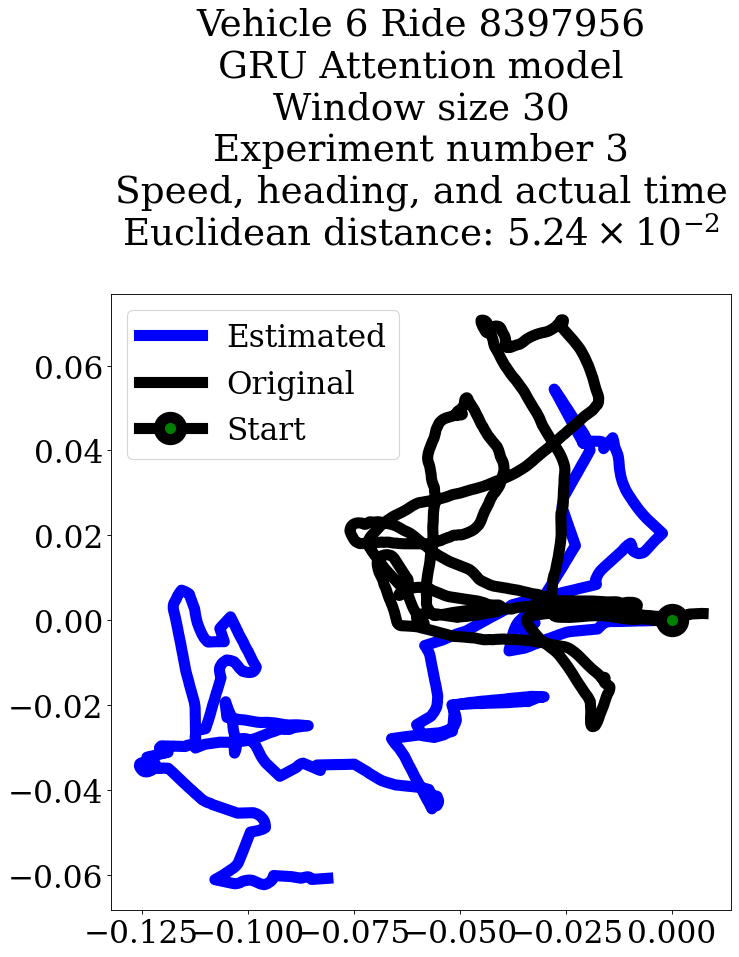 Vehicle 6 Ride 8397956
GRU Attention model
Window size 30
Experiment number 3
Speed, heading, and actual time
Euclidean distance: 5.24 × 10⁻²
Estimated
Original
Start
0.06
0.04
0.02
0.00
−0.02
−0.04
−0.06
−0.125 −0.100 −0.075 −0.050 −0.025 0.000